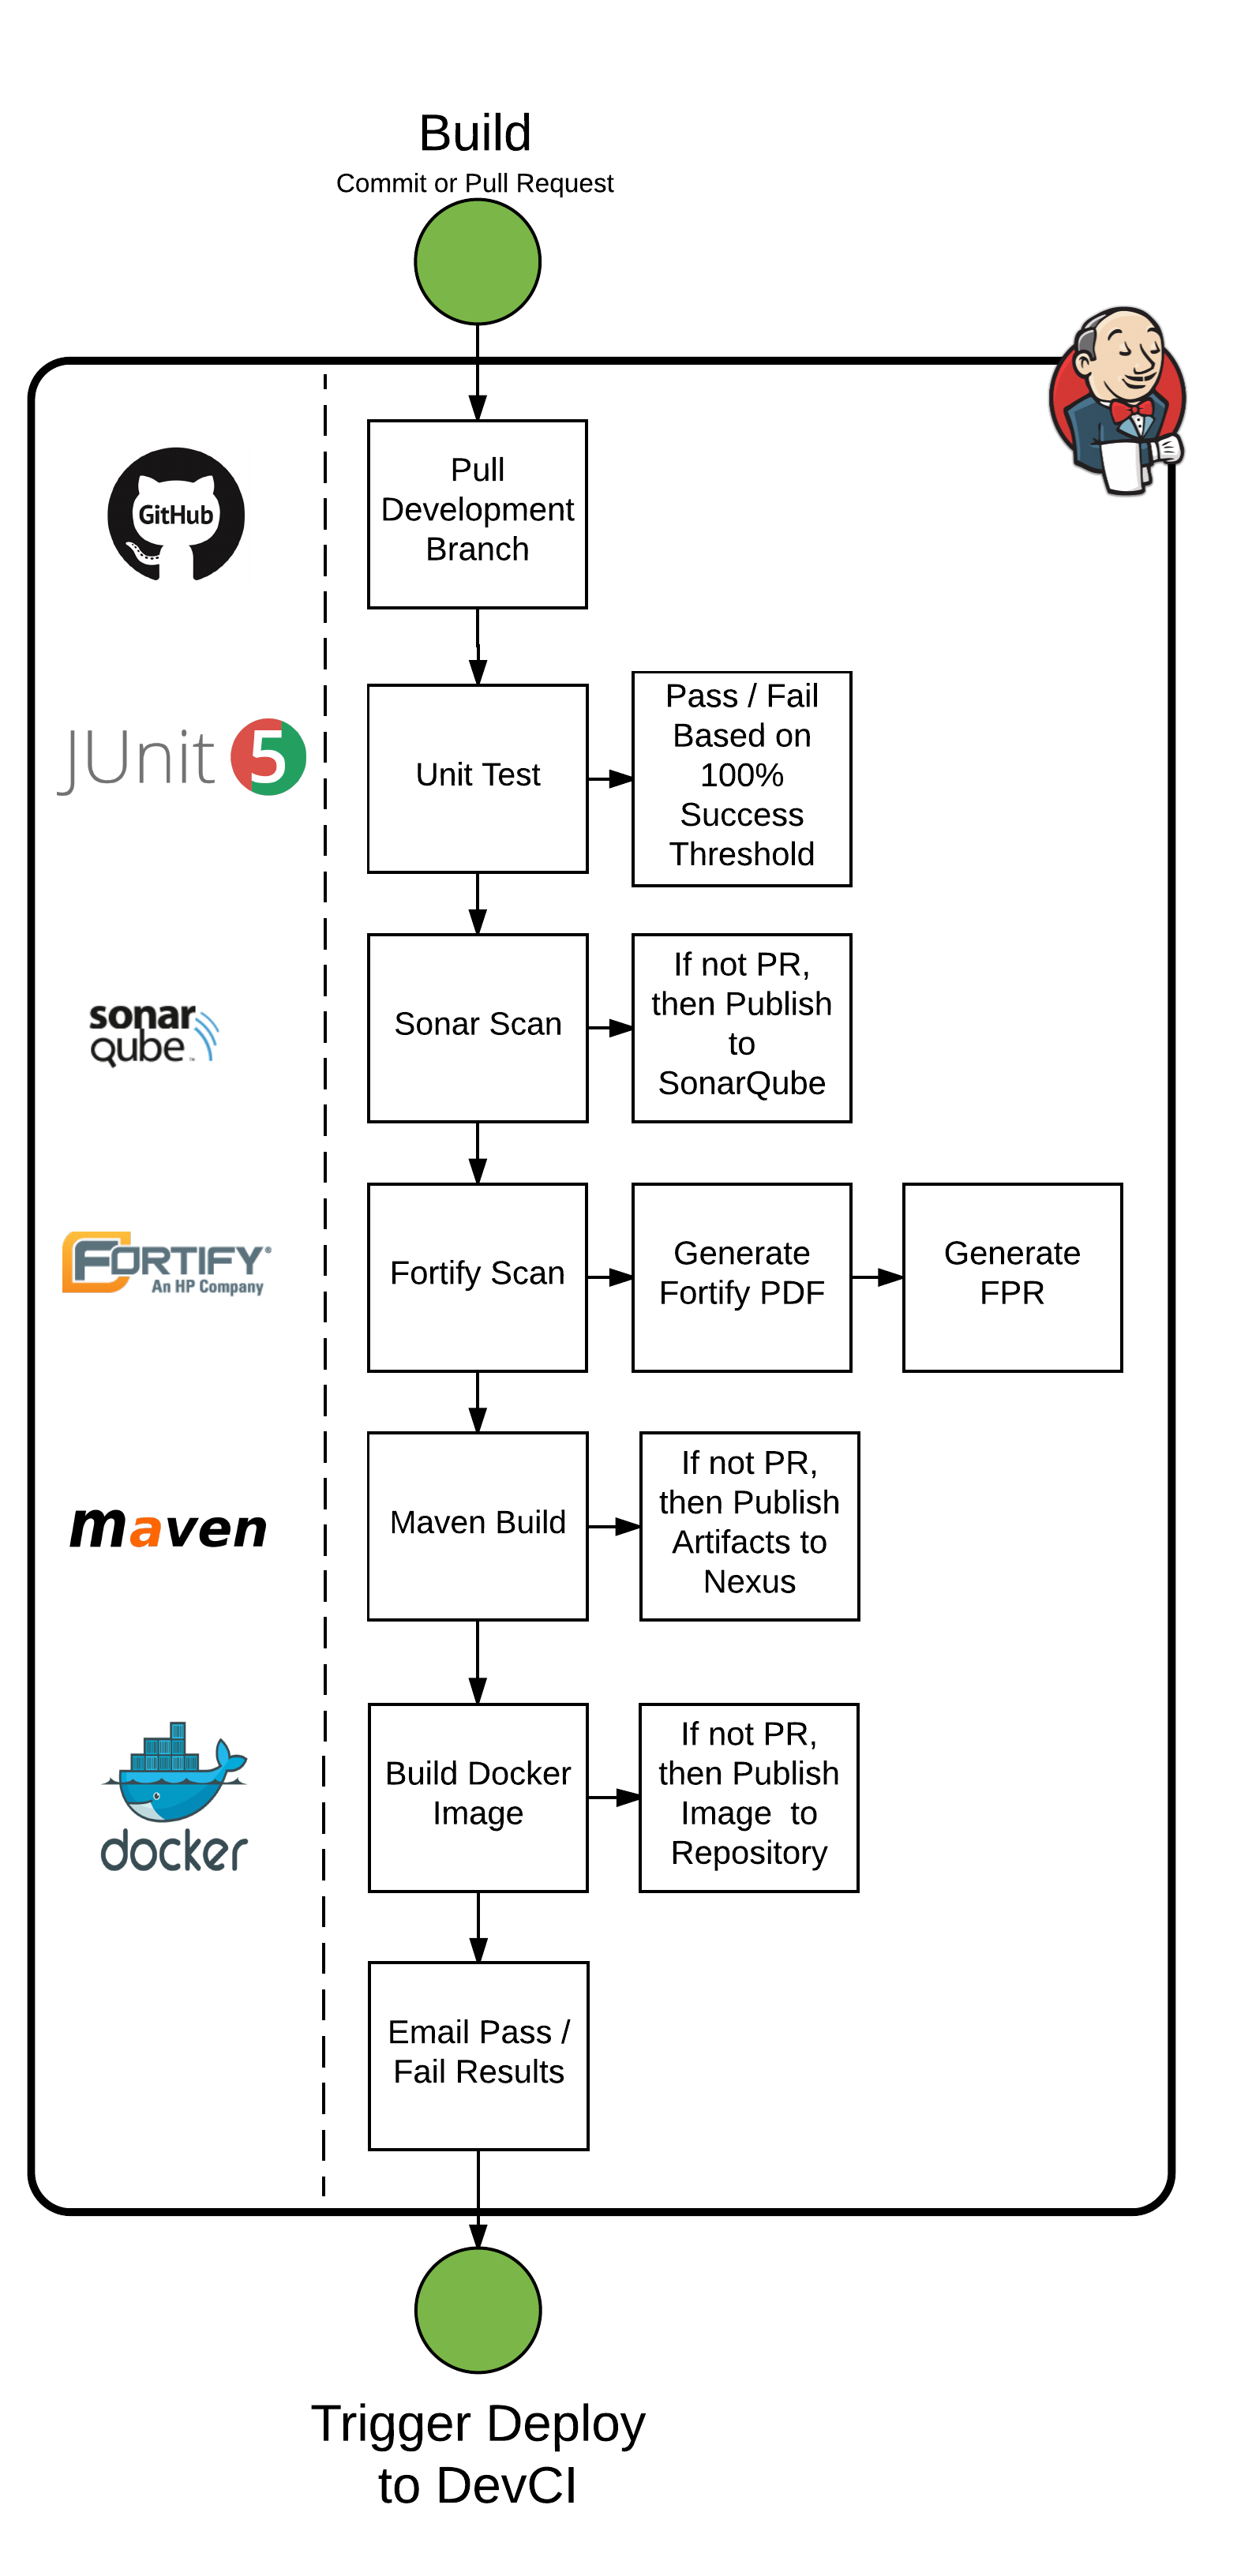 Build
Commit or Pull Request
GitHub
Pull
Development
Branch
JUnit 5
Unit Test
Pass / Fail
Based on
100%
Success
Threshold
sonar
qube™
Sonar Scan
If not PR,
then Publish
to
SonarQube
FORTIFY®
An HP Company
Fortify Scan
Generate
Fortify PDF
Generate
FPR
maven
Maven Build
If not PR,
then Publish
Artifacts to
Nexus
docker
Build Docker
Image
If not PR,
then Publish
Image  to
Repository
Email Pass /
Fail Results
Trigger Deploy
to DevCI